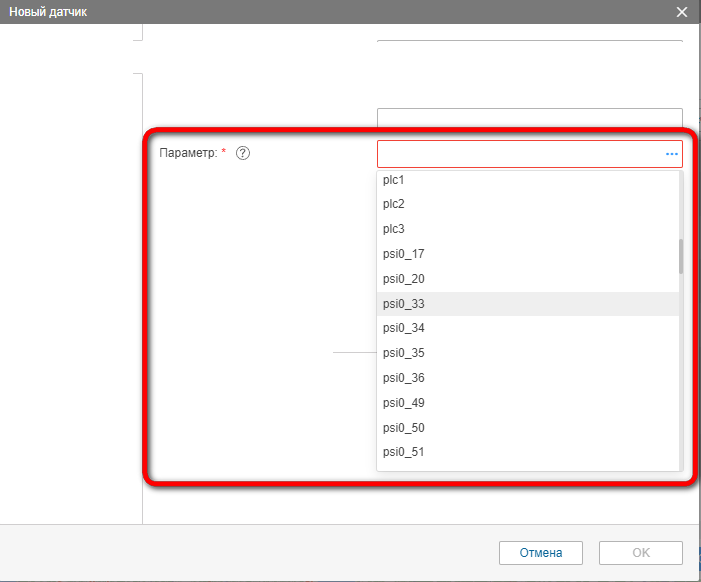 Новый датчик
Параметр: * ?
plc1
plc2
plc3
psi0_17
psi0_20
psi0_33
psi0_34
psi0_35
psi0_36
psi0_49
psi0_50
psi0_51
Отмена
OK